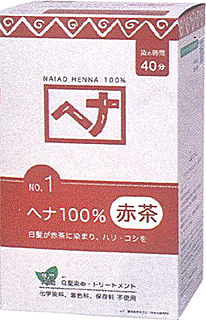 染め時間
40分
NAIAD HENNA 100%
ヘナ
NO.1
ヘナ100% 赤茶
白髪が赤茶に染まり、ハリ・コシを
白髪染め・トリートメント
化学染料、着色料、保存料 不使用